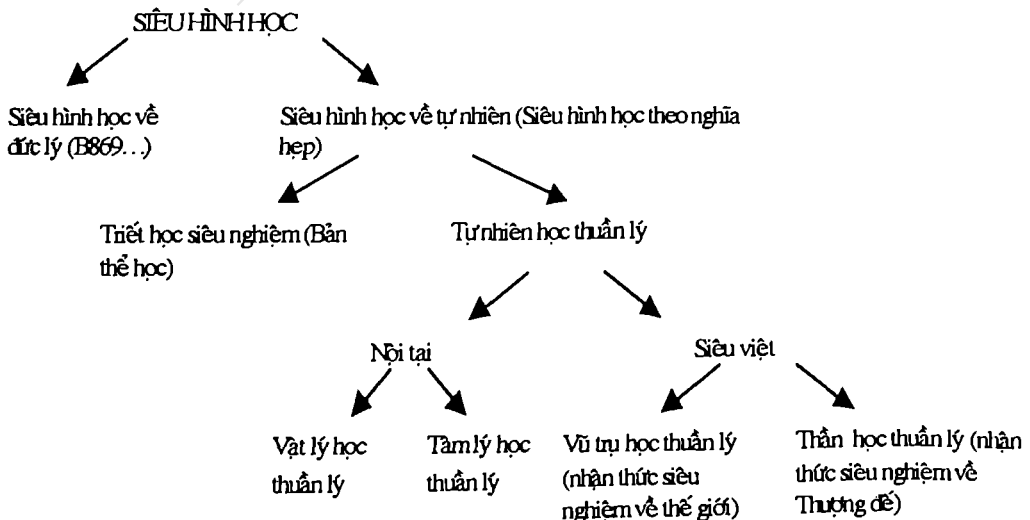 SIÊU HÌNH HỌC
Siêu hình học về
đức lý (B869…)
Siêu hình học về tự nhiên (Siêu hình học theo nghĩa
hẹp)
Triết học siêu nghiệm (Bản
thể học)
Tự nhiên học thuần lý
Nội tại
Siêu việt
Vật lý học
thuần lý
Tâm lý học
thuần lý
Vũ trụ học thuần lý
(nhận thức siêu
nghiệm về thế giới)
Thần học thuần lý (nhận
thức siêu nghiệm về
Thượng đế)